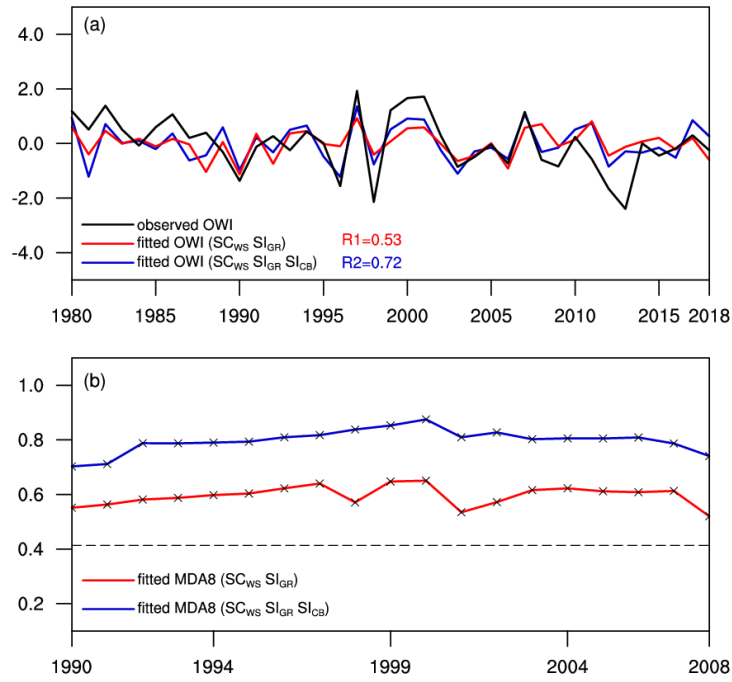 (a)
4.0
2.0
0.0
-2.0
-4.0
observed OWI
fitted OWI (SCWS SIGR) R1=0.53
fitted OWI (SCWS SIGR SICB) R2=0.72
1980 1985 1990 1995 2000 2005 2010 2015 2018
(b)
1.0
0.8
0.6
0.4
0.2
fitted MDA8 (SCWS SIGR)
fitted MDA8 (SCWS SIGR SICB)
1990 1994 1999 2004 2008